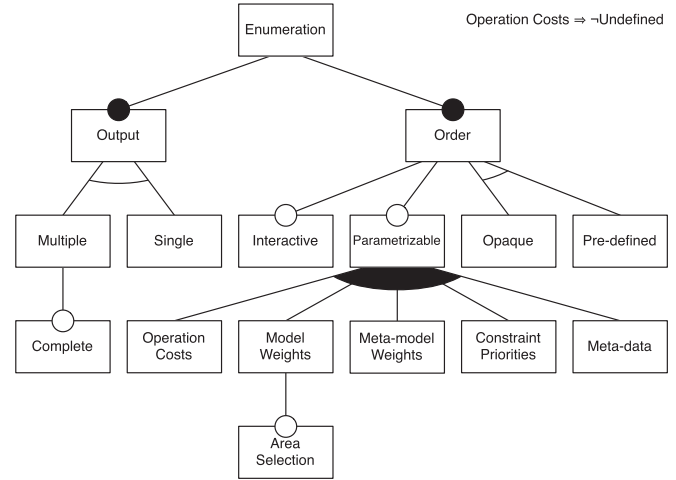 Enumeration
Operation Costs ⇒ ¬Undefined
Output
Order
Multiple
Single
Interactive
Parametrizable
Opaque
Pre-defined
Complete
Operation
Costs
Model
Weights
Meta-model
Weights
Constraint
Priorities
Meta-data
Area
Selection